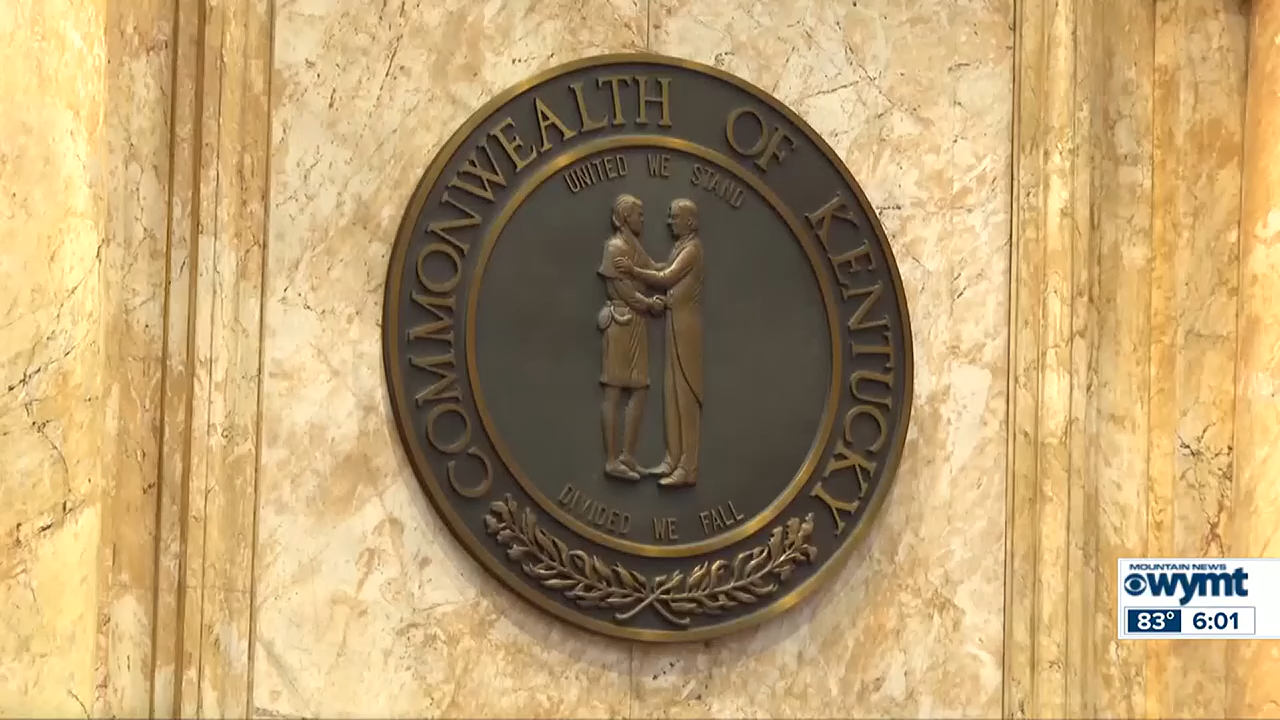 COMMONWEALTH OF KENTUCKY
UNITED WE STAND
DIVIDED WE FALL
MOUNTAIN NEWS
wymt
83° 6:01